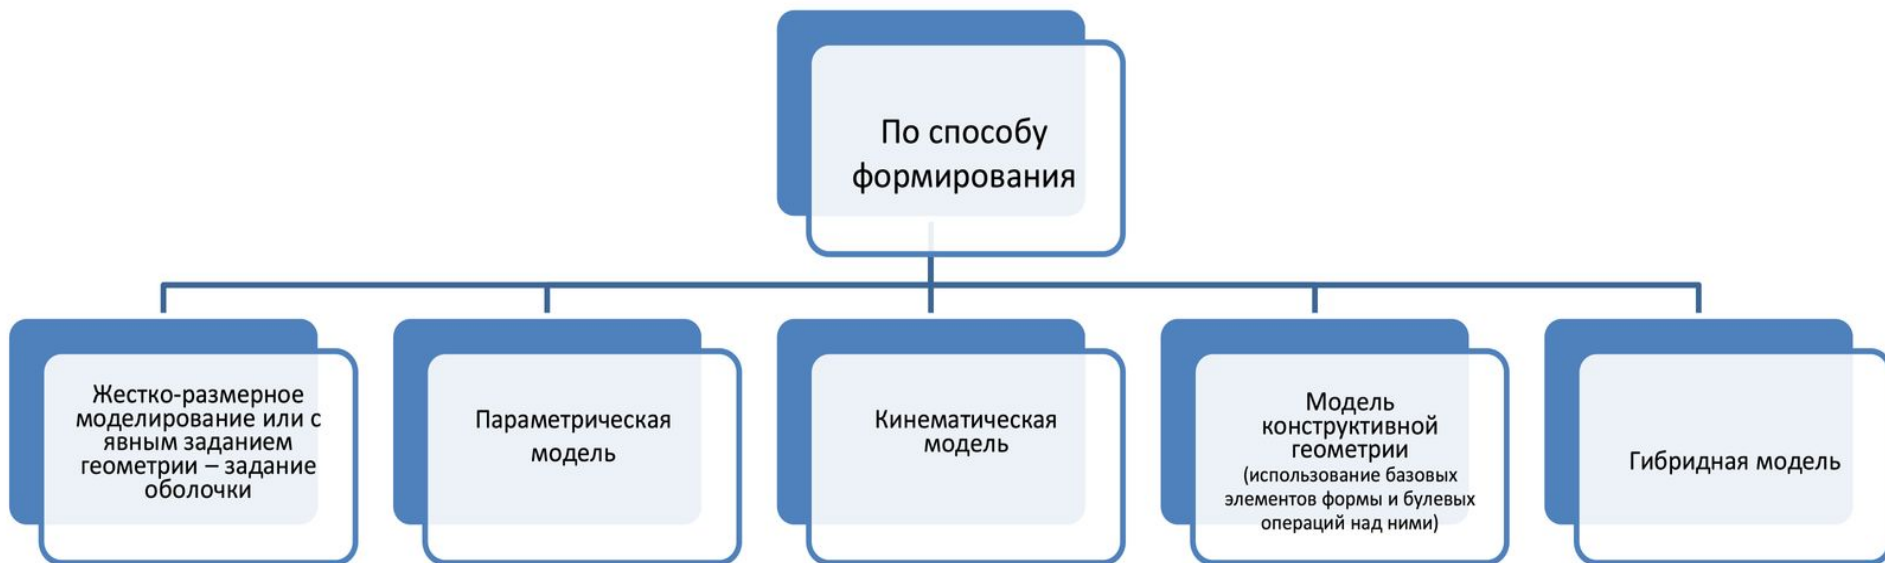 По способу
формирования
Жестко-размерное
моделирование или с
явным заданием
геометрии – задание
оболочки
Параметрическая
модель
Кинематическая
модель
Модель
конструктивной
геометрии
(использование базовых
элементов формы и булевых
операций над ними)
Гибридная модель